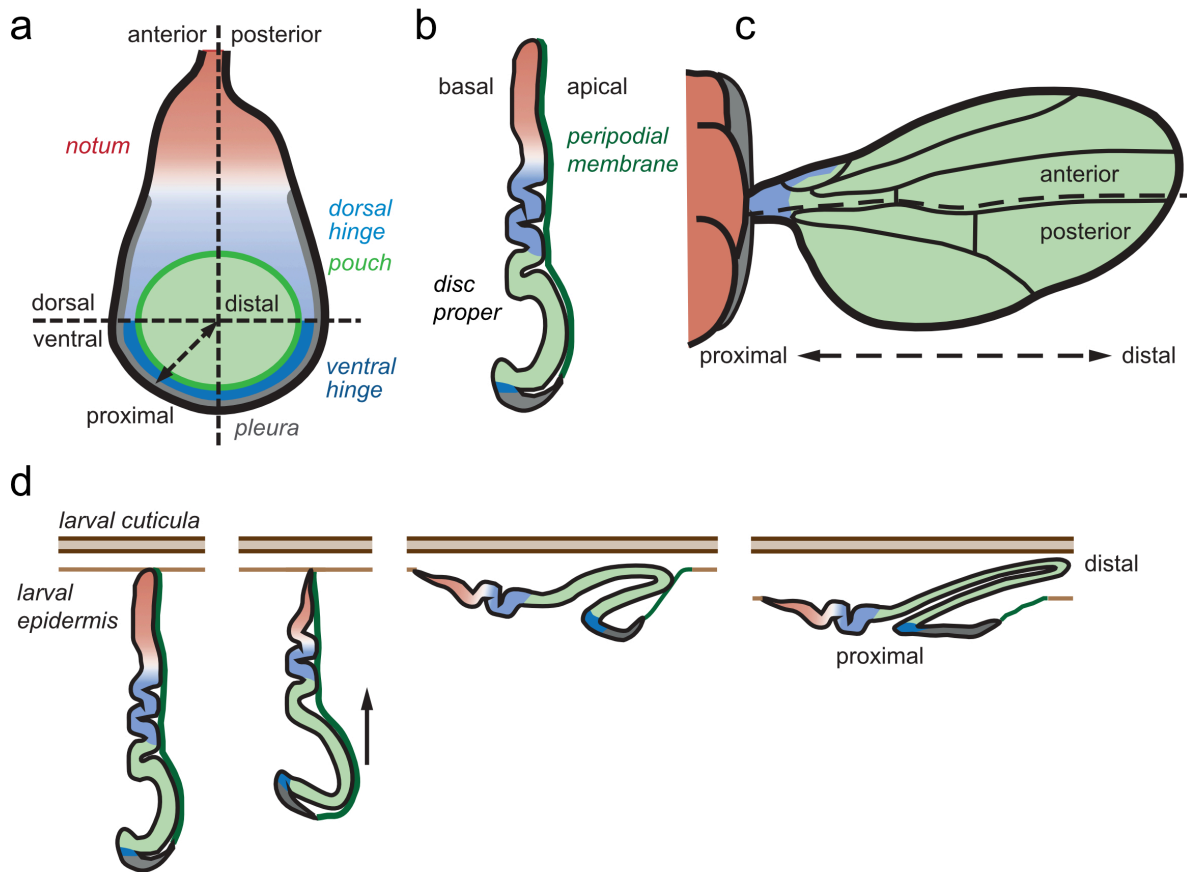 a
anterior posterior
notum
dorsal
hinge
pouch
dorsal
distal
ventral
ventral
hinge
proximal
pleura
b
basal apical
peripodial
membrane
disc
proper
c
anterior
posterior
proximal distal
d
larval cuticula
larval
epidermis
distal
proximal